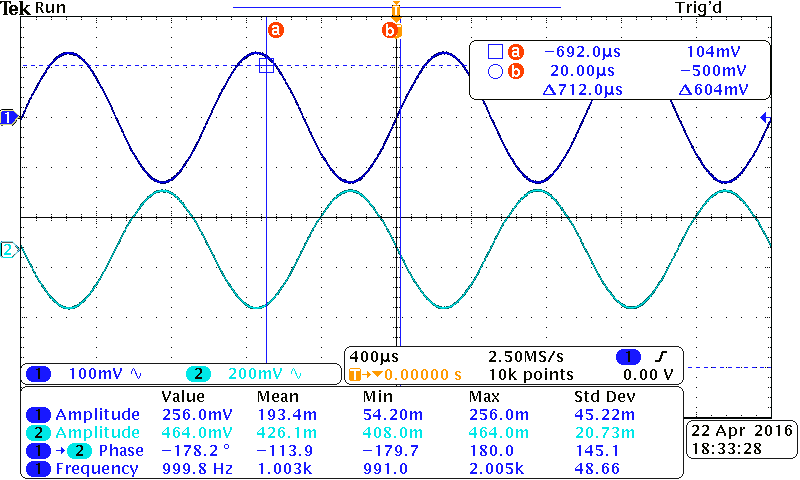 Tek Run Trig'd
T
a b T
a −692.0µs 104mV
b 20.00µs −500mV
Δ712.0µs Δ604mV
1
2
1 100mV ∿ 2 200mV ∿
400µs 2.50MS/s 1 ʃ
T→▼0.00000 s 10k points 0.00 V
Value Mean Min Max Std Dev
1 Amplitude 256.0mV 193.4m 54.20m 256.0m 45.22m
2 Amplitude 464.0mV 426.1m 408.0m 464.0m 20.73m
1 → 2 Phase −178.2 ° −113.9 −179.7 180.0 145.1
1 Frequency 999.8 Hz 1.003k 991.0 2.005k 48.66
22 Apr 2016
18:33:28